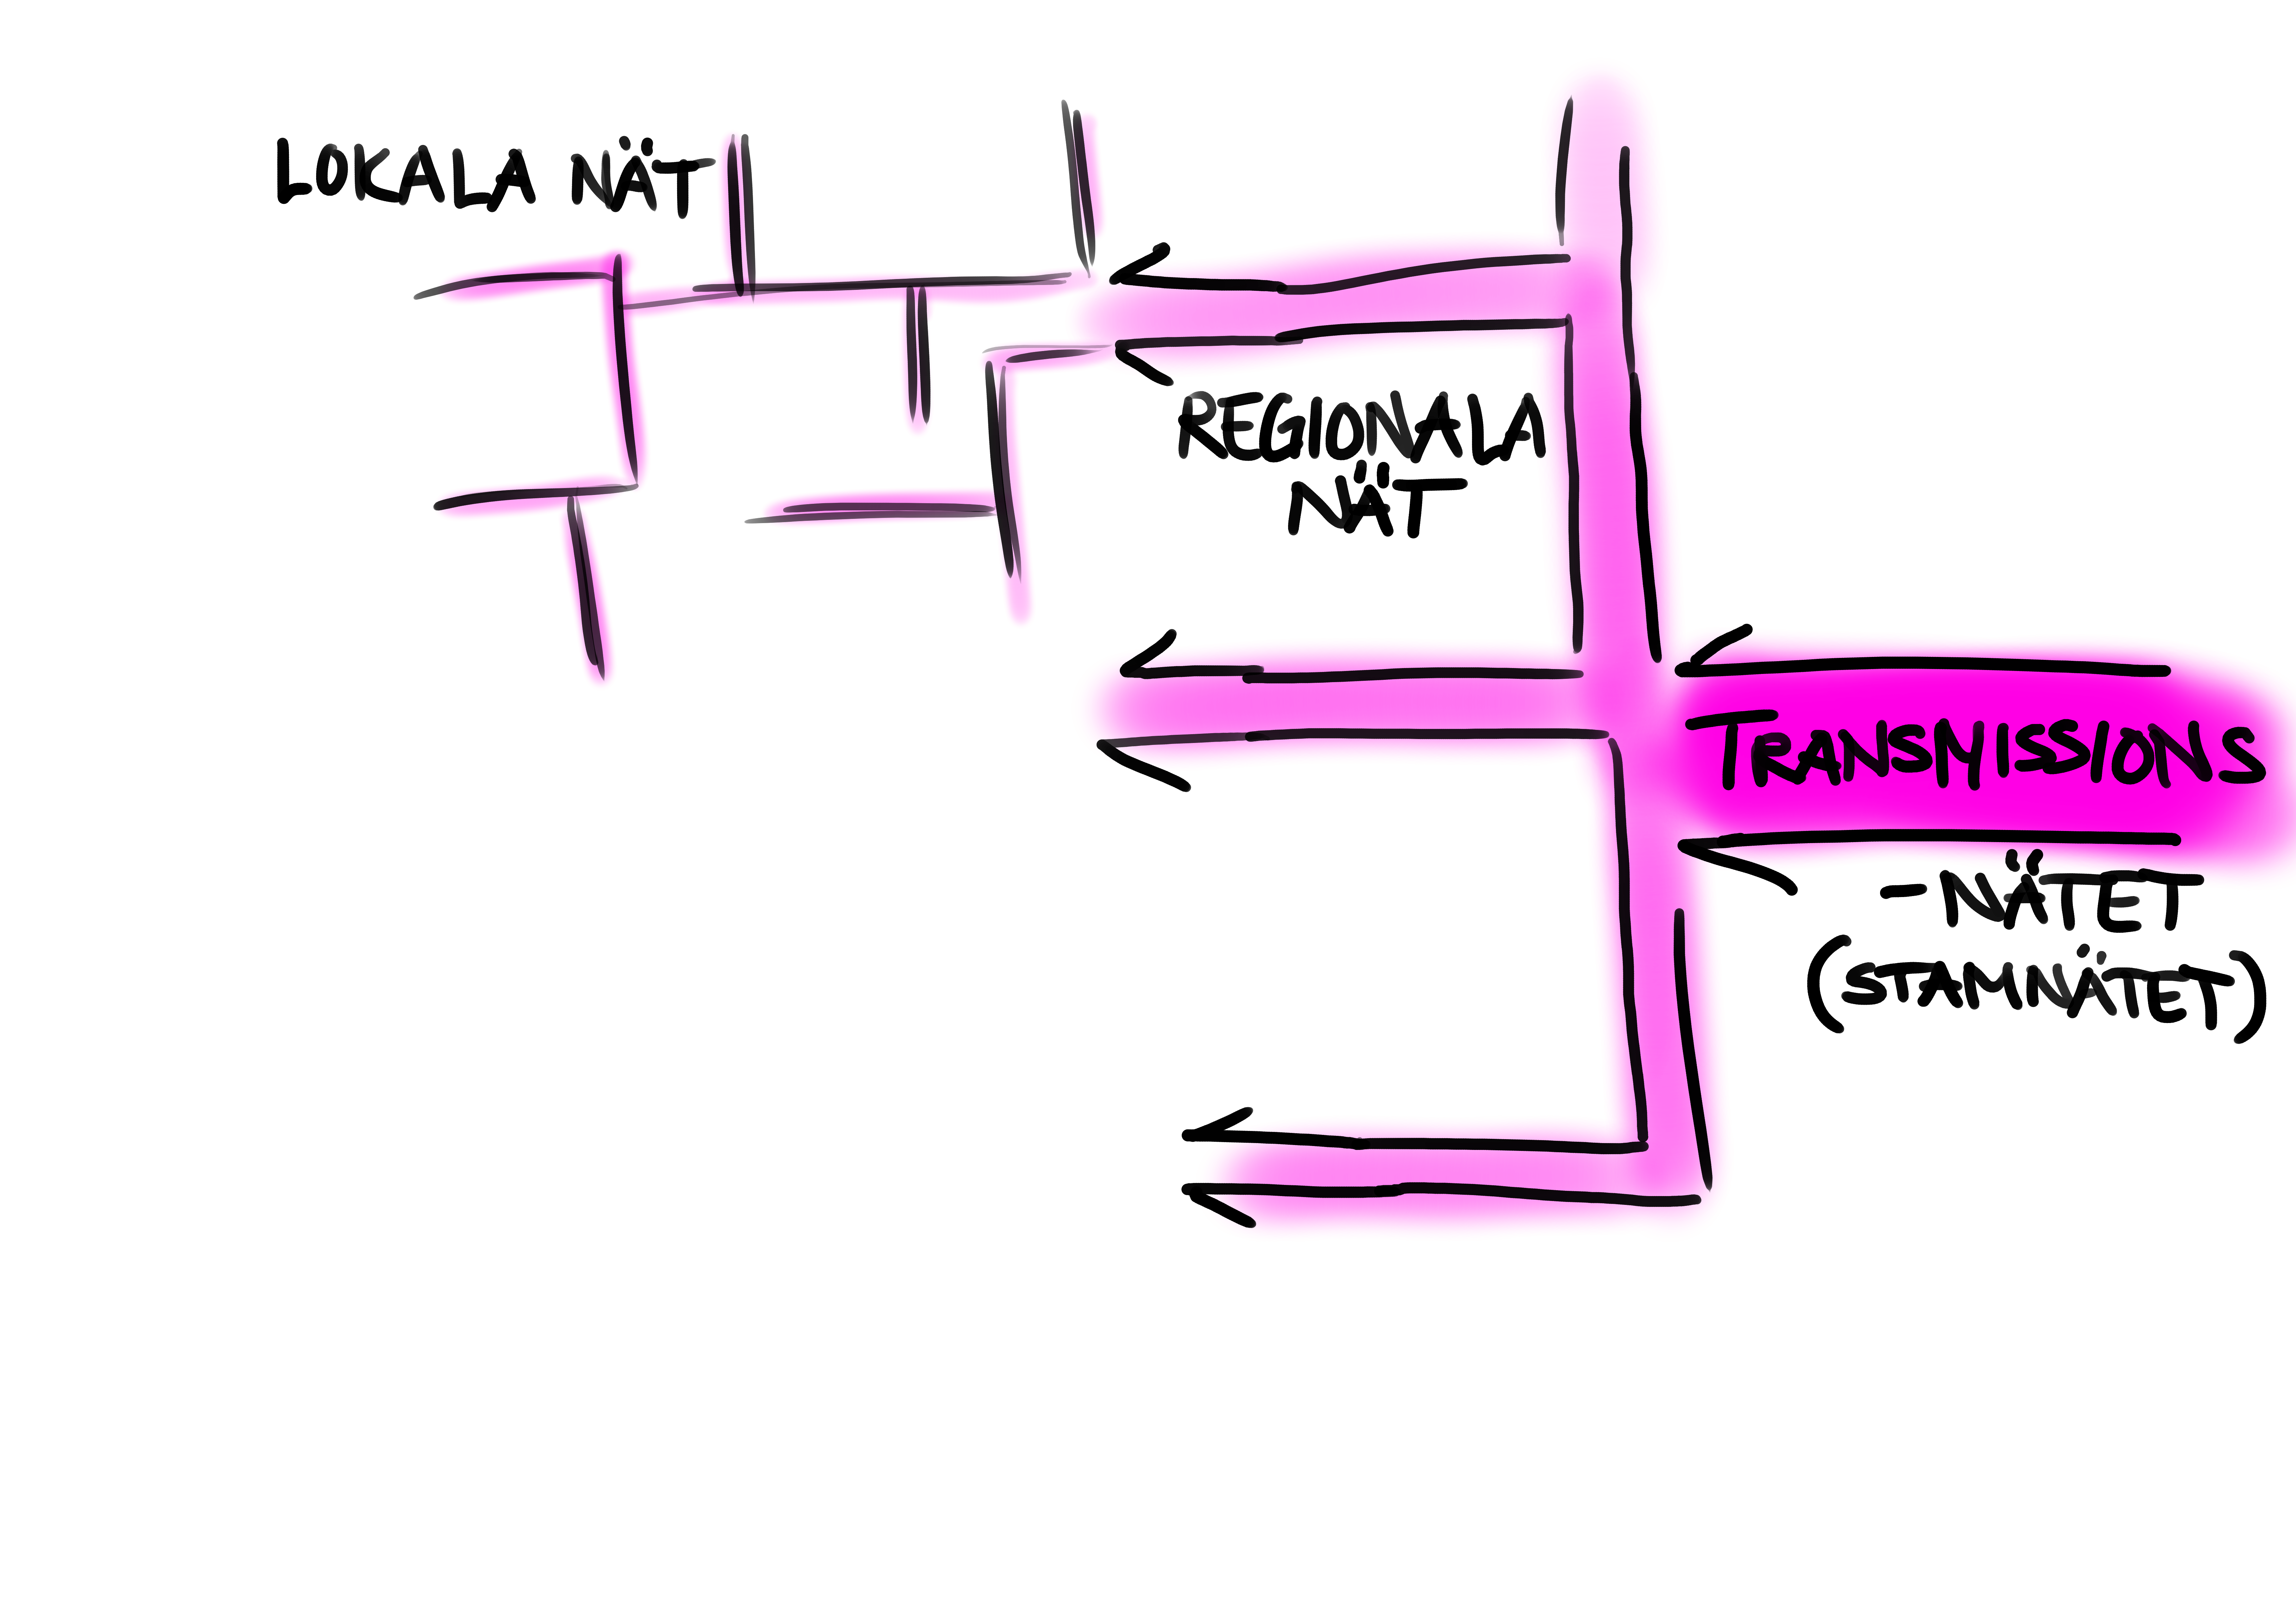 LOKALA NÄT
REGIONALA
NÄT
TRANSMISSIONS
-NÄTET
(STAMNÄTET)